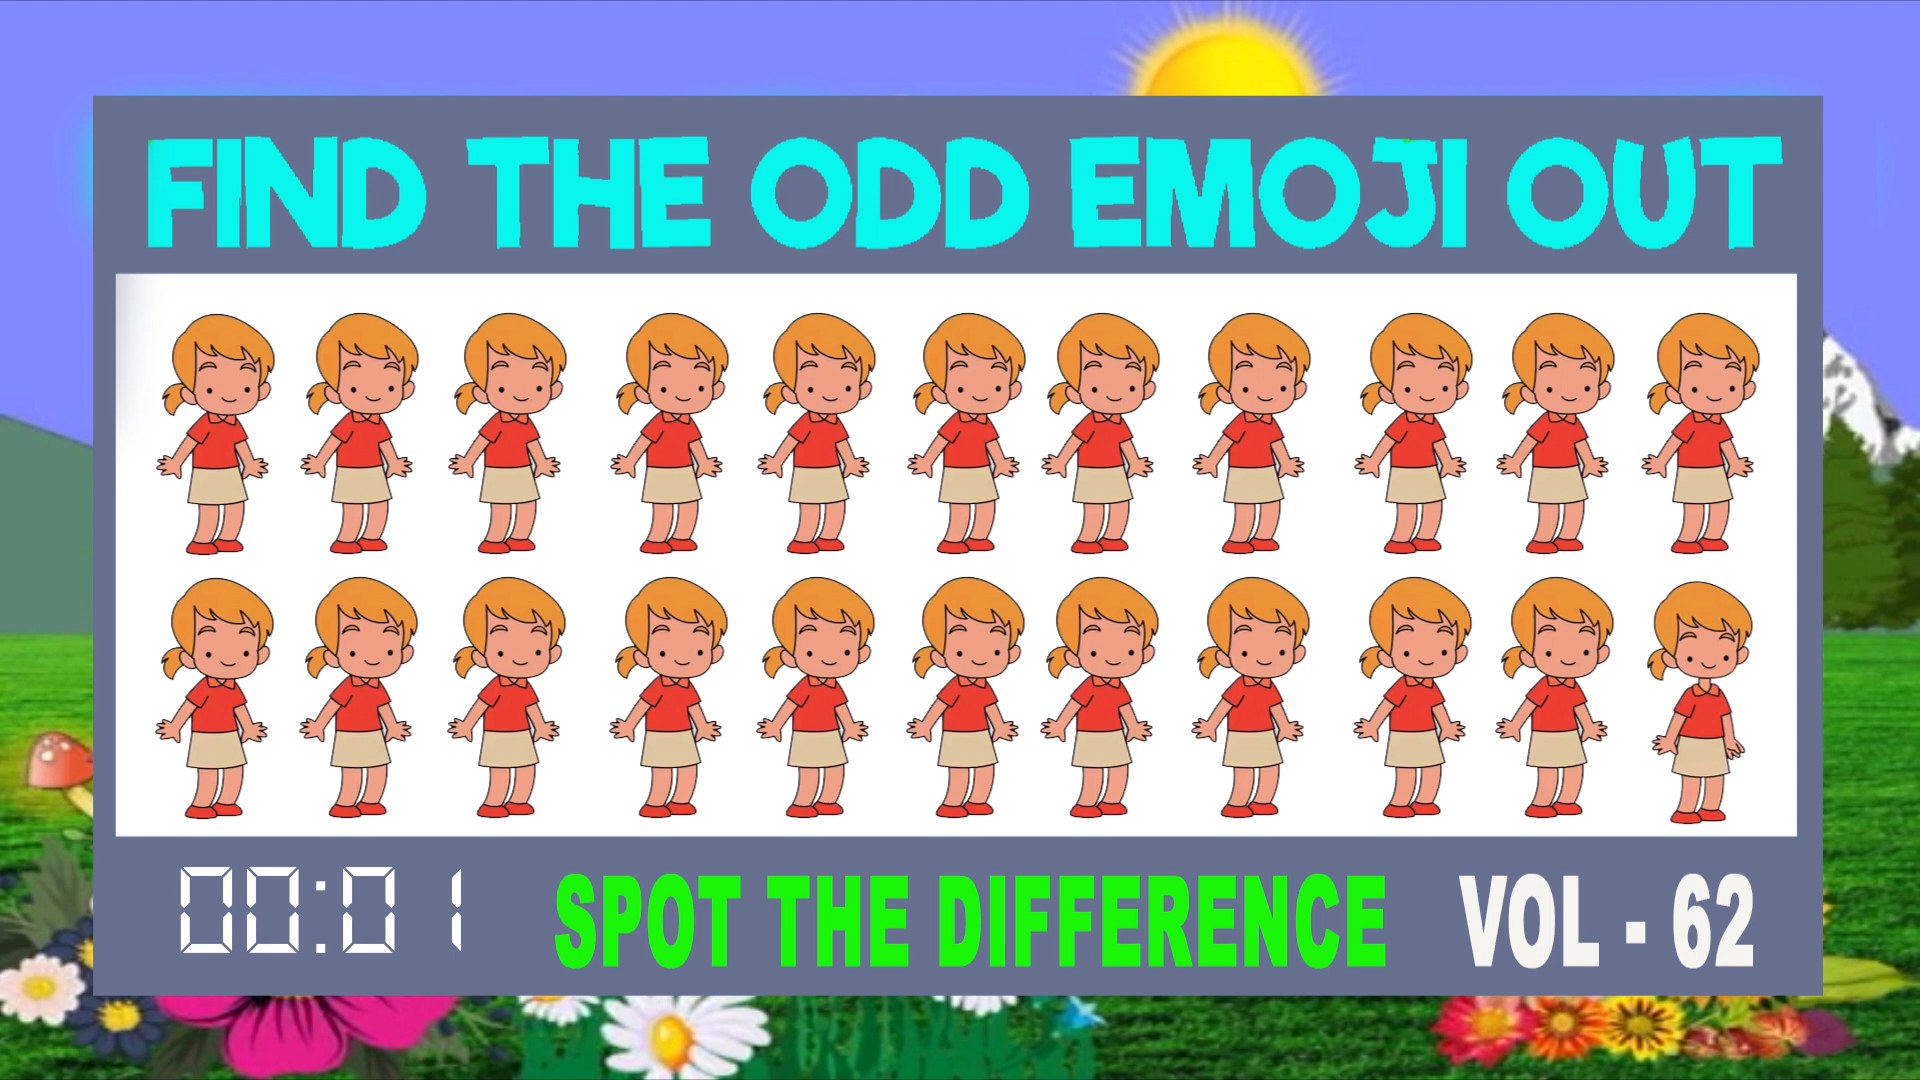 FIND THE ODD EMOJI OUT
00:01 SPOT THE DIFFERENCE VOL - 62